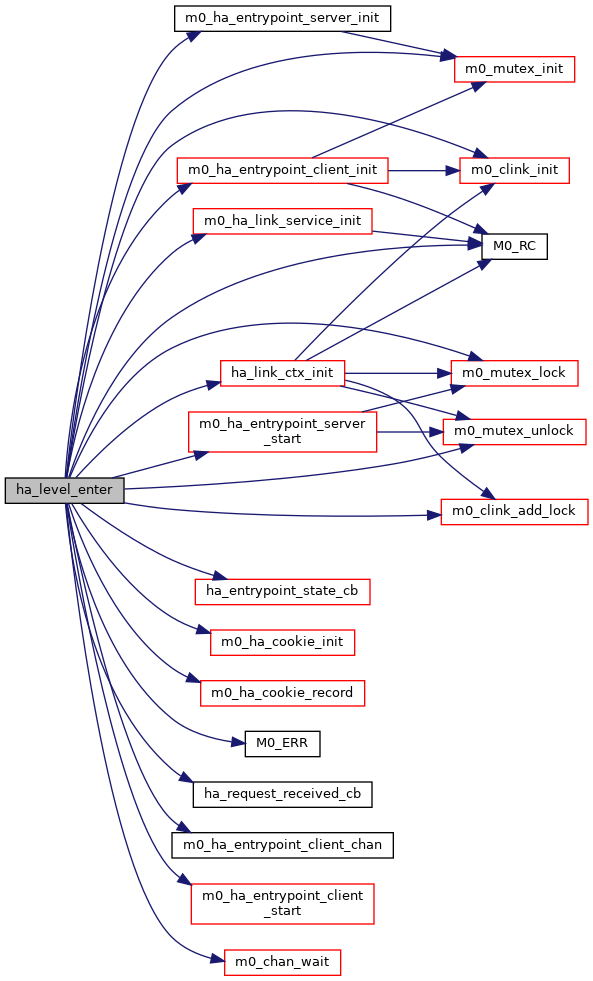 m0_ha_entrypoint_server_init
m0_mutex_init
m0_ha_entrypoint_client_init
m0_clink_init
m0_ha_link_service_init
M0_RC
ha_link_ctx_init
m0_mutex_lock
m0_ha_entrypoint_server
_start
m0_mutex_unlock
ha_level_enter
m0_clink_add_lock
ha_entrypoint_state_cb
m0_ha_cookie_init
m0_ha_cookie_record
M0_ERR
ha_request_received_cb
m0_ha_entrypoint_client_chan
m0_ha_entrypoint_client
_start
m0_chan_wait